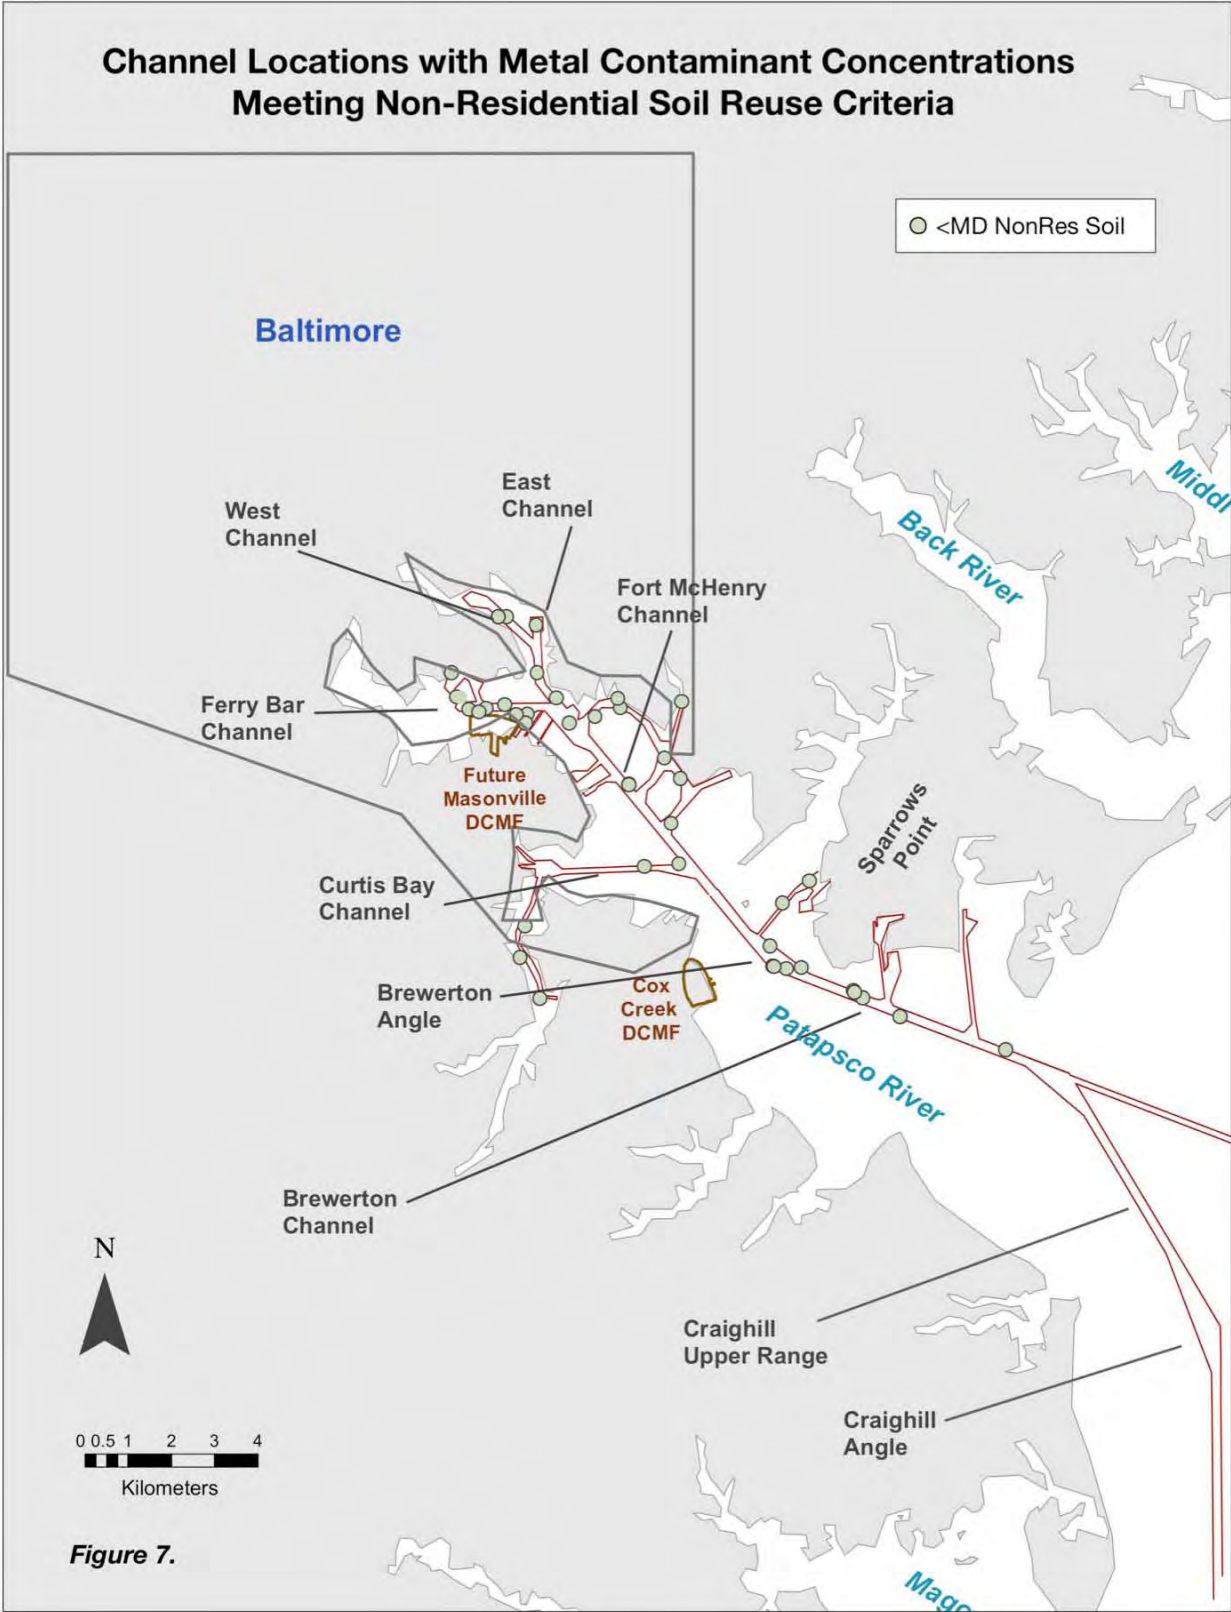 Channel Locations with Metal Contaminant Concentrations
Meeting Non-Residential Soil Reuse Criteria
<MD NonRes Soil
Baltimore
East
Channel
West
Channel
Middl
Back River
Fort McHenry
Channel
Ferry Bar
Channel
Future
Masonville
DCMF
Sparrows
Point
Curtis Bay
Channel
Brewerton
Angle
Cox
Creek
DCMF
Patapsco River
Brewerton
Channel
N
Craighill
Upper Range
Craighill
Angle
0 0.5 1 2 3 4
Kilometers
Figure 7.
Mago